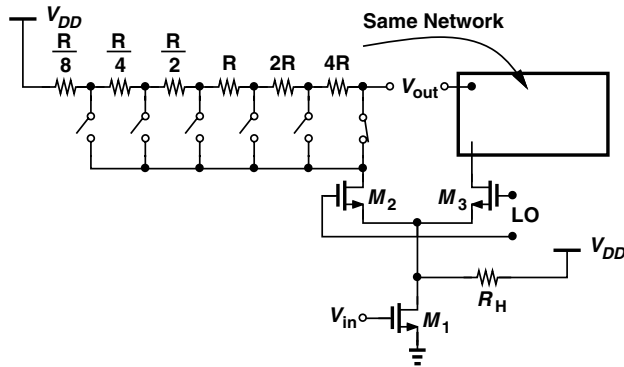 V_DD
R/8 R/4 R/2 R 2R 4R
Same Network
V_out
M_2
M_3
LO
V_DD
R_H
V_in
M_1